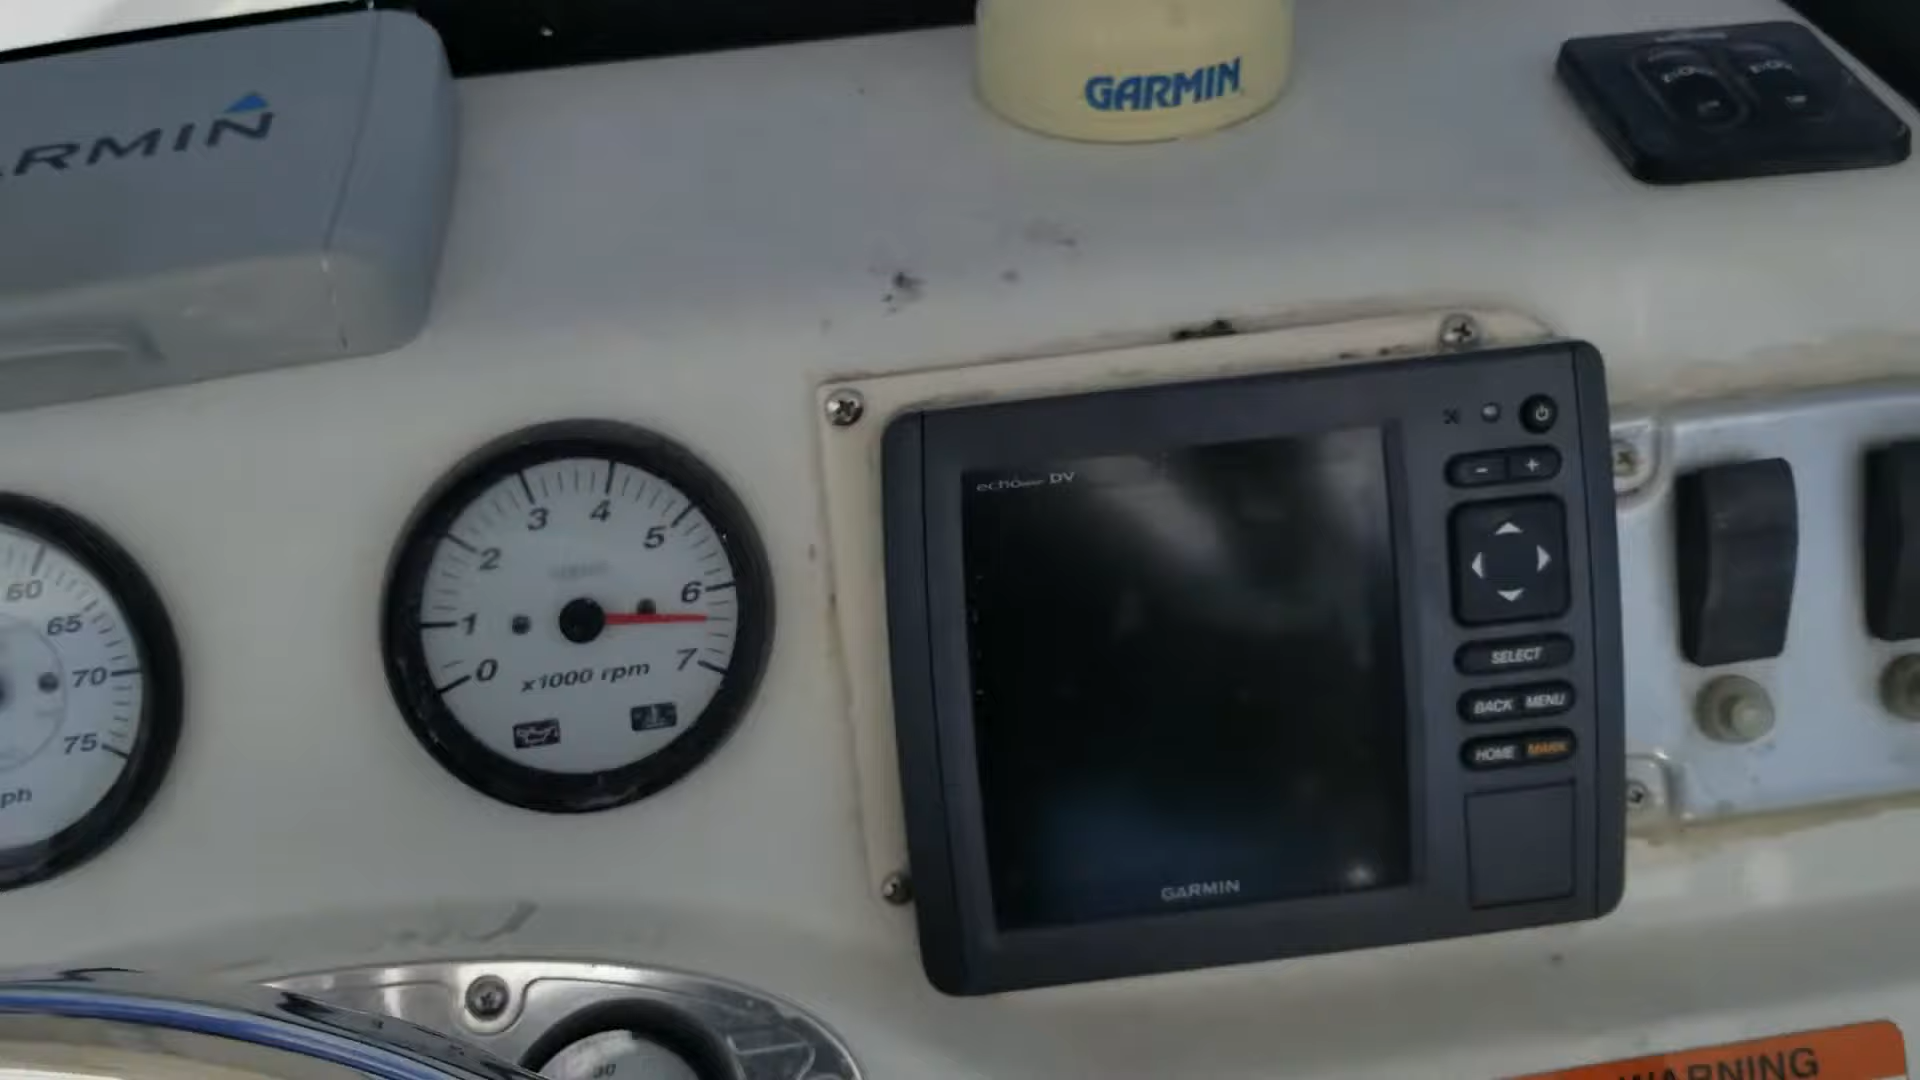 ARMIN
GARMIN
echo DV
3 4
2 5
1 6
0 7
x1000 rpm
60
65
70
75
ph
SELECT
BACK MENU
HOME MARK
GARMIN
30
WARNING